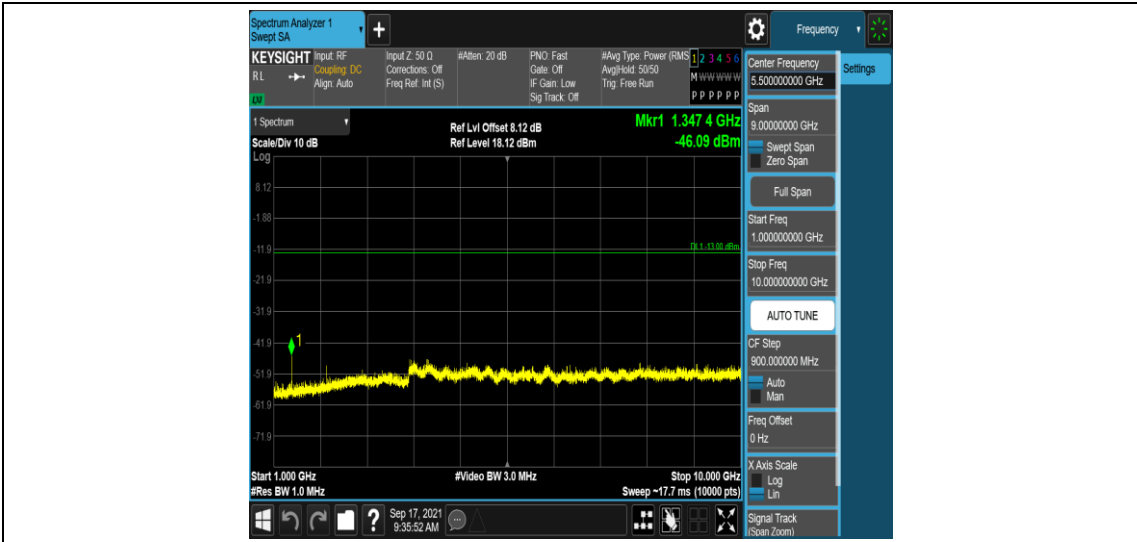 Spectrum Analyzer 1
Swept SA
+
Frequency
KEYSIGHT
RL
LXI
Input: RF
Coupling: DC
Align: Auto
Input Z: 50 Ω
Corrections: Off
Freq Ref: Int (S)
#Atten: 20 dB
PNO: Fast
Gate: Off
IF Gain: Low
Sig Track: Off
#Avg Type: Power (RMS
Avg|Hold: 50/50
Trig: Free Run
1 2 3 4 5 6
M W W W W W
P P P P P P
1 Spectrum
Scale/Div 10 dB
Log
Ref Lvl Offset 8.12 dB
Ref Level 18.12 dBm
Mkr1 1.347 4 GHz
-46.09 dBm
8.12
-1.88
-11.9
DL1 -13.00 dBm
-21.9
-31.9
-41.9
1
-51.9
-61.9
-71.9
Start 1.000 GHz
#Res BW 1.0 MHz
#Video BW 3.0 MHz
Stop 10.000 GHz
Sweep ~17.7 ms (10000 pts)
Center Frequency
5.500000000 GHz
Settings
Span
9.00000000 GHz
Swept Span
Zero Span
Full Span
Start Freq
1.000000000 GHz
Stop Freq
10.000000000 GHz
AUTO TUNE
CF Step
900.000000 MHz
Auto
Man
Freq Offset
0 Hz
X Axis Scale
Log
Lin
Signal Track
(Span Zoom)
?
Sep 17, 2021
9:35:52 AM